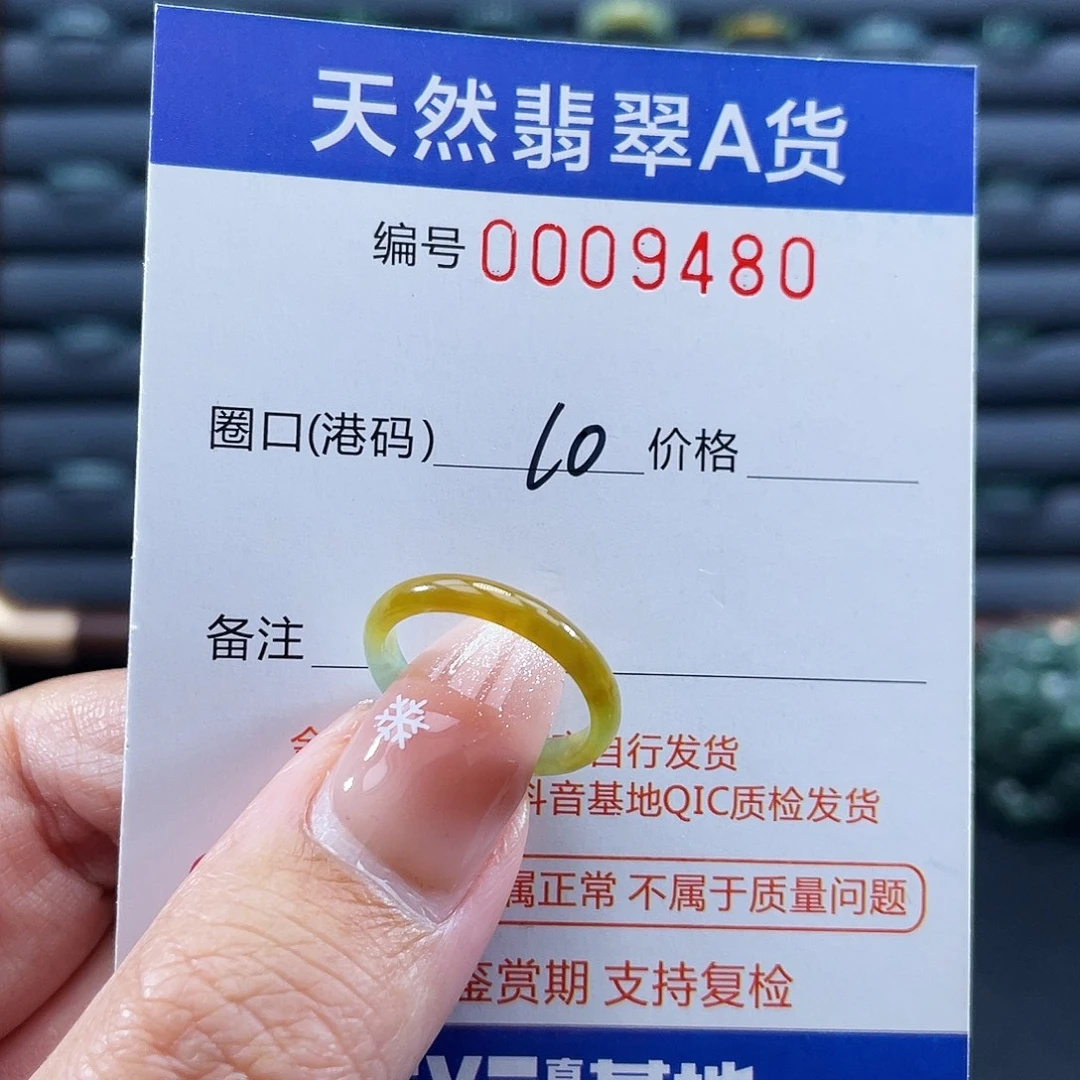 天然翡翠A货
编号 0009480
圈口(港码) 10 价格
备注
自行发货
抖音基地QIC质检发货
属正常 不属于质量问题
鉴赏期 支持复检
基地